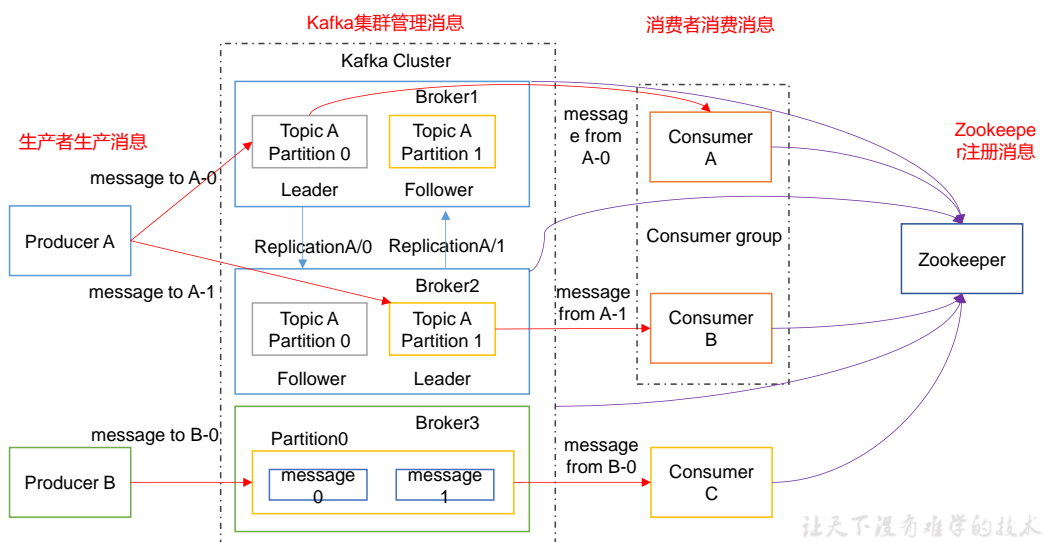 Kafka集群管理消息
消费者消费消息
Kafka Cluster
生产者生产消息
Zookeepe
r注册消息
Broker1
Topic A
Partition 0
Topic A
Partition 1
Leader
Follower
message to A-0
messag
e from
A-0
Consumer
A
Producer A
ReplicationA/0
ReplicationA/1
Consumer group
Zookeeper
message to A-1
Broker2
Topic A
Partition 0
Topic A
Partition 1
Follower
Leader
message
from A-1
Consumer
B
message to B-0
Broker3
Partition0
message
0
message
1
Producer B
message
from B-0
Consumer
C
让天下没有难学的技术